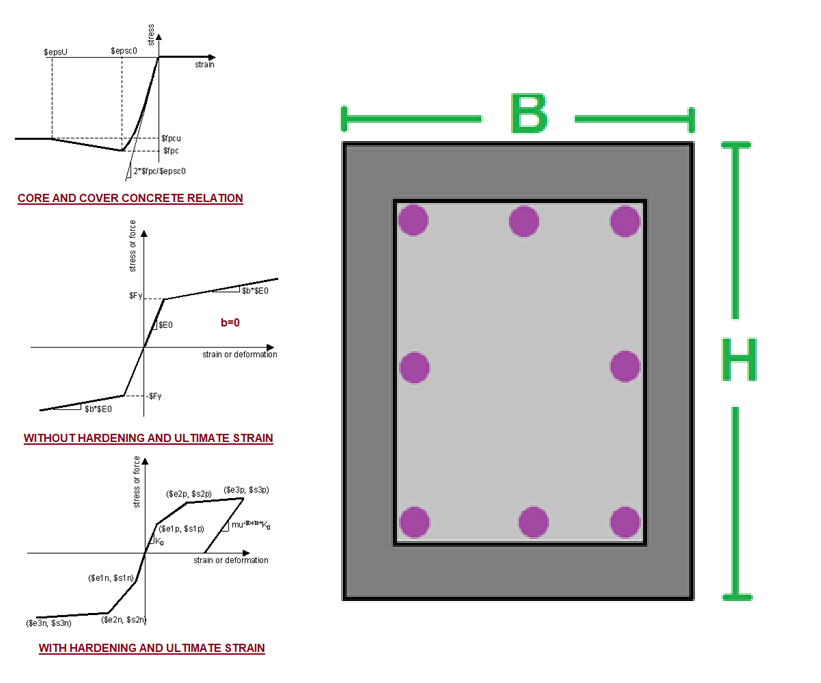 stress
$epsU
$epsc0
strain
$fpcu
$fpc
2*$fpc/$epsc0
CORE AND COVER CONCRETE RELATION
stress or force
$Fy
$b*$E0
$E0
b=0
strain or deformation
-$Fy
$b*$E0
WITHOUT HARDENING AND ULTIMATE STRAIN
stress or force
($e2p, $s2p)
($e3p, $s3p)
($e1p, $s1p)
K0
strain or deformation
($e1n, $s1n)
($e3n, $s3n)
($e2n, $s2n)
WITH HARDENING AND ULTIMATE STRAIN
B
H